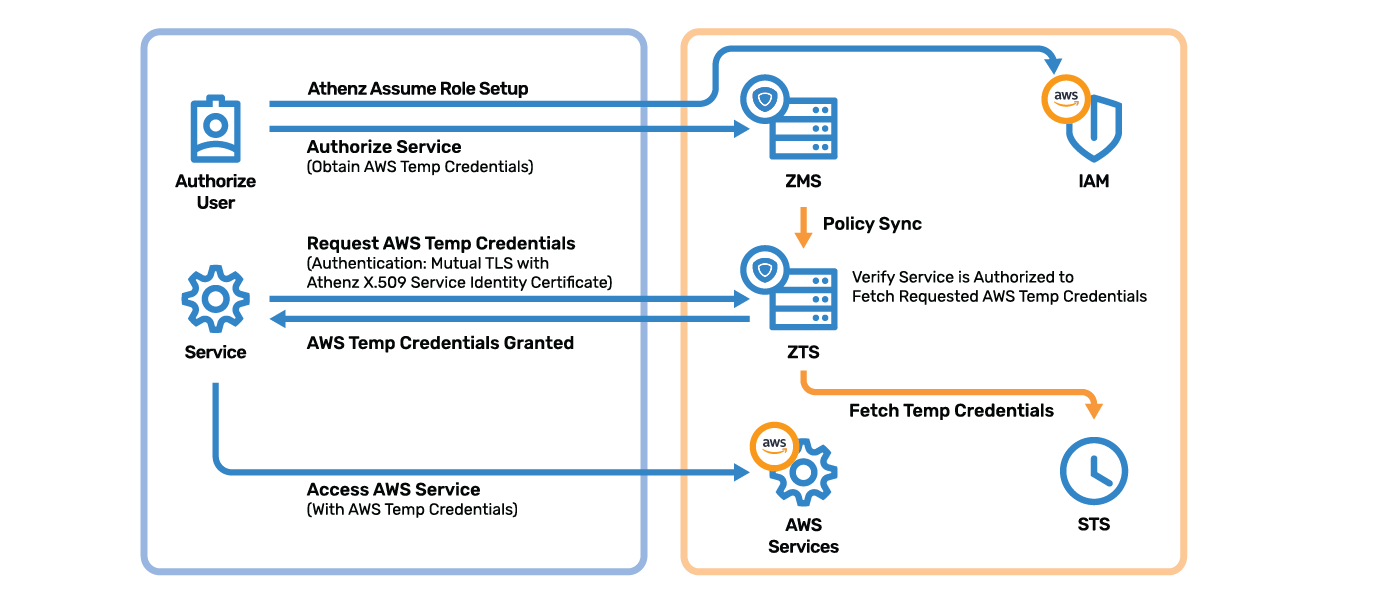 Athenz Assume Role Setup
Authorize Service
(Obtain AWS Temp Credentials)
Authorize
User
ZMS
aws
IAM
Policy Sync
Request AWS Temp Credentials
(Authentication: Mutual TLS with
Athenz X.509 Service Identity Certificate)
Verify Service is Authorized to
Fetch Requested AWS Temp Credentials
AWS Temp Credentials Granted
Service
ZTS
Fetch Temp Credentials
aws
Access AWS Service
(With AWS Temp Credentials)
AWS
Services
STS